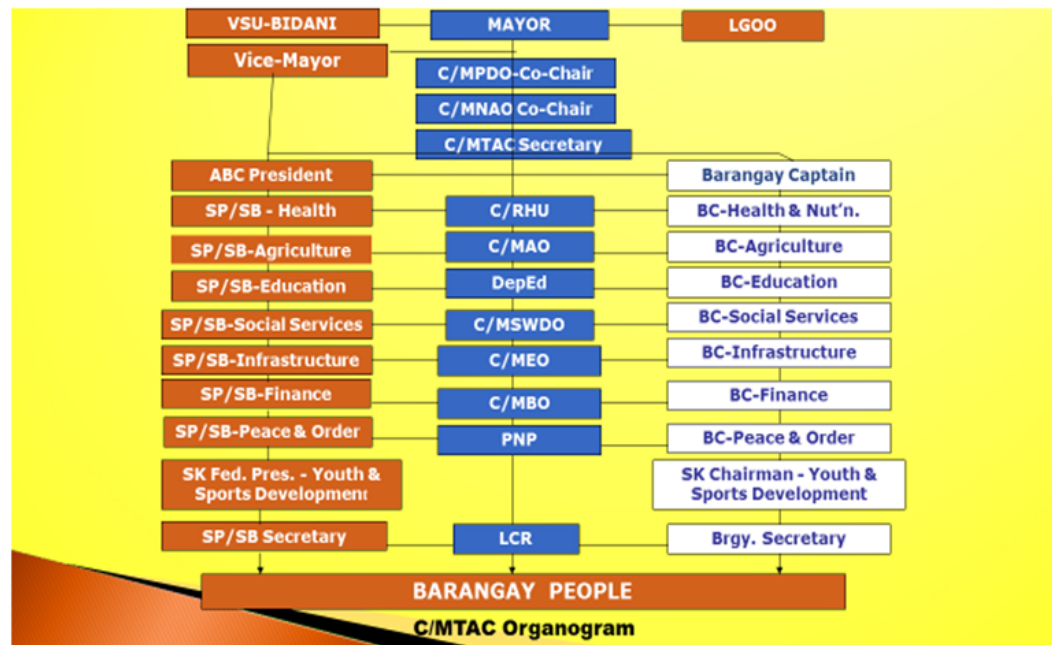 VSU-BIDANI
MAYOR
LGOO
Vice-Mayor
C/MPDO-Co-Chair
C/MNAO Co-Chair
C/MTAC Secretary
ABC President
Barangay Captain
SP/SB - Health
C/RHU
BC-Health & Nut'n.
SP/SB-Agriculture
C/MAO
BC-Agriculture
SP/SB-Education
DepEd
BC-Education
SP/SB-Social Services
C/MSWDO
BC-Social Services
SP/SB-Infrastructure
C/MEO
BC-Infrastructure
SP/SB-Finance
C/MBO
BC-Finance
SP/SB-Peace & Order
PNP
BC-Peace & Order
SK Fed. Pres. - Youth &
Sports Development
SK Chairman - Youth &
Sports Development
SP/SB Secretary
LCR
Brgy. Secretary
BARANGAY PEOPLE
C/MTAC Organogram